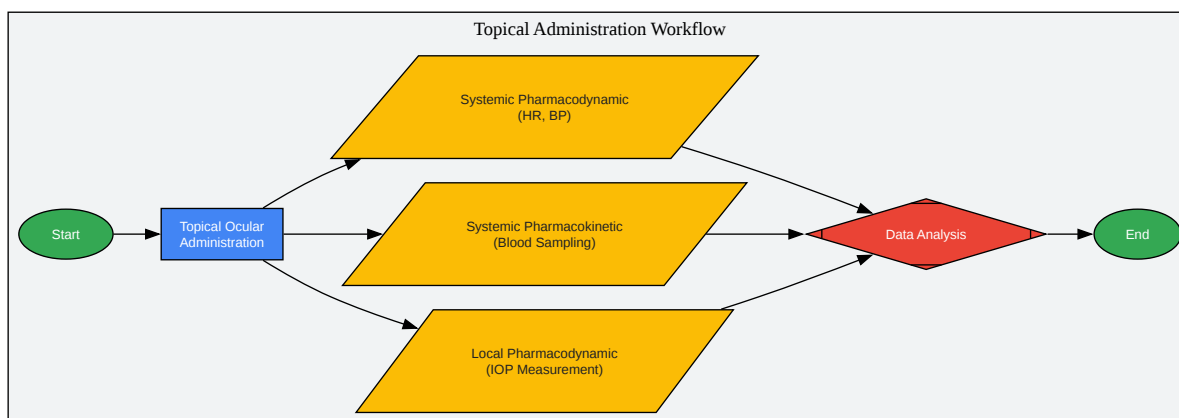 Topical Administration Workflow
Systemic Pharmacodynamic
(HR, BP)
Start
Topical Ocular
Administration
Systemic Pharmacokinetic
(Blood Sampling)
Data Analysis
End
Local Pharmacodynamic
(IOP Measurement)